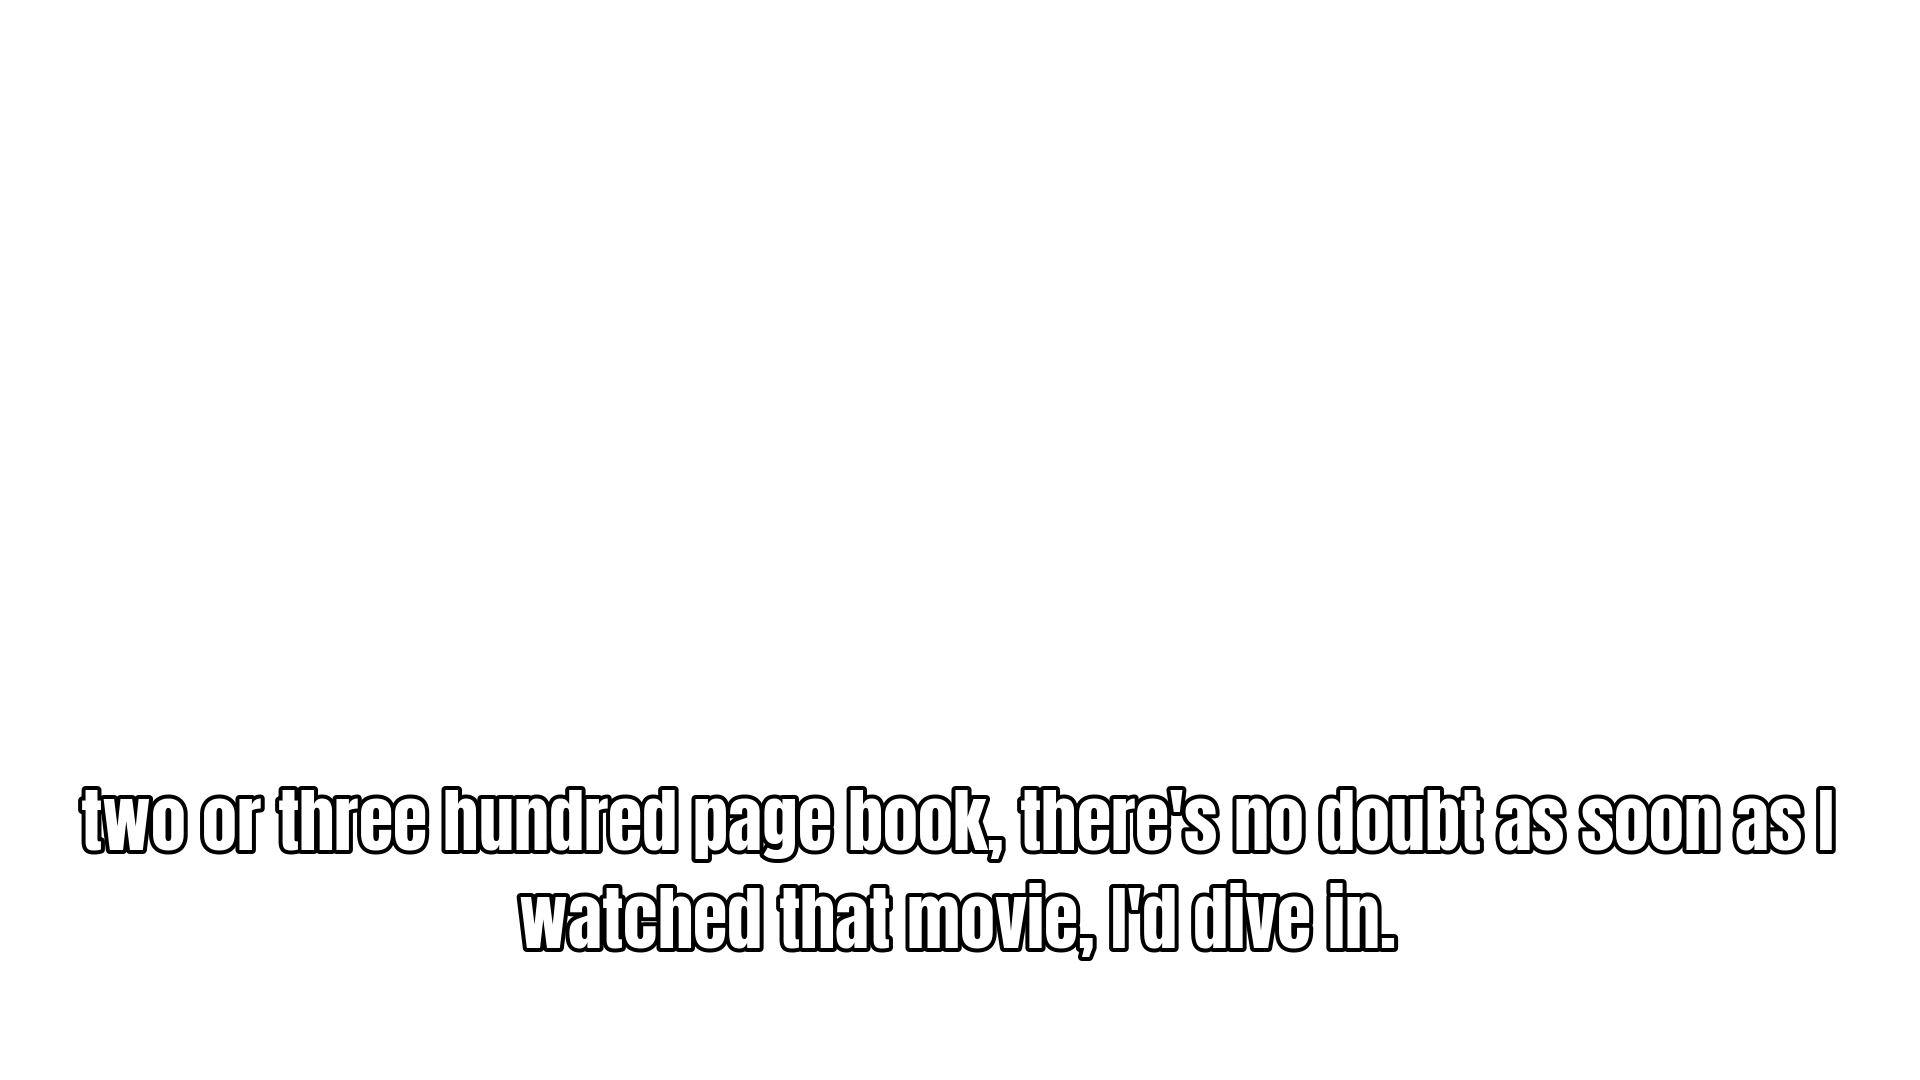 two or three hundred page book, there's no doubt as soon as I
watched that movie, I'd dive in.